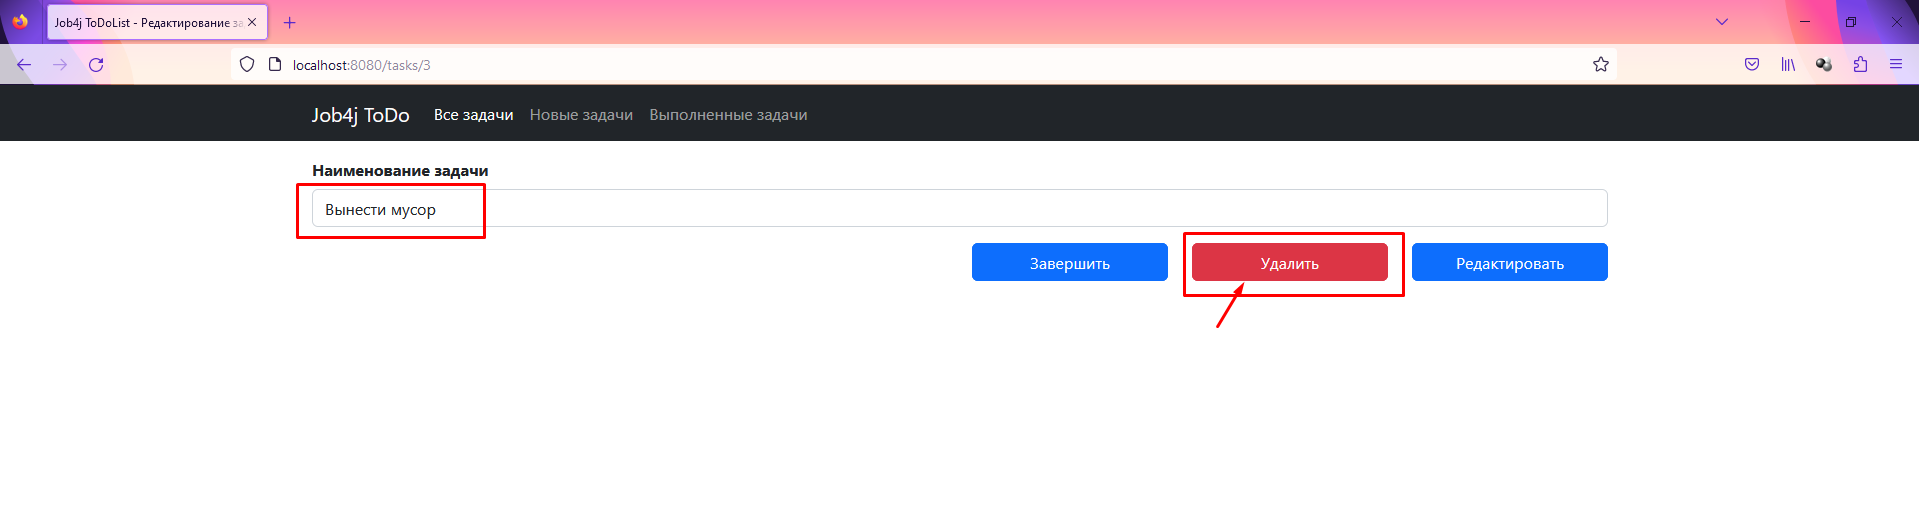 Job4j ToDoList - Редактирование за
localhost:8080/tasks/3
Job4j ToDo Все задачи Новые задачи Выполненные задачи
Наименование задачи
Вынести мусор
Завершить Удалить Редактировать